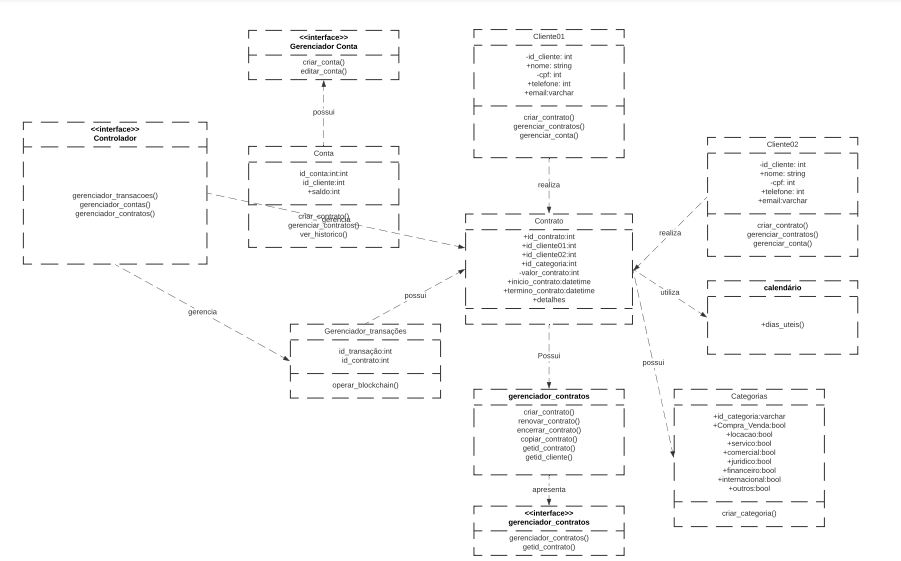 <<interface>>
Gerenciador Conta
criar_conta()
editar_conta()
possui
Cliente01
-id_cliente: int
+nome: string
-cpf: int
+telefone: int
+email:varchar
criar_contrato()
gerenciar_contratos()
gerenciar_conta()
realiza
<<interface>>
Controlador
gerenciador_transacoes()
gerenciador_contas()
gerenciador_contratos()
Conta
id_conta:int:int
id_cliente:int
+saldo:int
criar_contrato()
gerenciar_contratos()
ver_historico()
gerencia
Cliente02
-id_cliente: int
+nome: string
-cpf: int
+telefone: int
+email:varchar
criar_contrato()
gerenciar_contratos()
gerenciar_conta()
realiza
Contrato
+id_contrato:int
+id_cliente01:int
+id_cliente02:int
+id_categoria:int
-valor_contrato:int
+inicio_contrato:datetime
+termino_contrato:datetime
+detalhes
utiliza
calendário
+dias_uteis()
possui
gerencia
Gerenciador_transações
id_transação:int
id_contrato:int
operar_blockchain()
Possui
possui
gerenciador_contratos
criar_contrato()
renovar_contrato()
encerrar_contrato()
copiar_contrato()
getid_contrato()
getid_cliente()
apresenta
<<interface>>
gerenciador_contratos
gerenciador_contratos()
getid_contrato()
Categorias
+id_categoria:varchar
+Compra_Venda:bool
+locacao:bool
+servico:bool
+comercial:bool
+juridico:bool
+financeiro:bool
+internacional:bool
+outros:bool
criar_categoria()